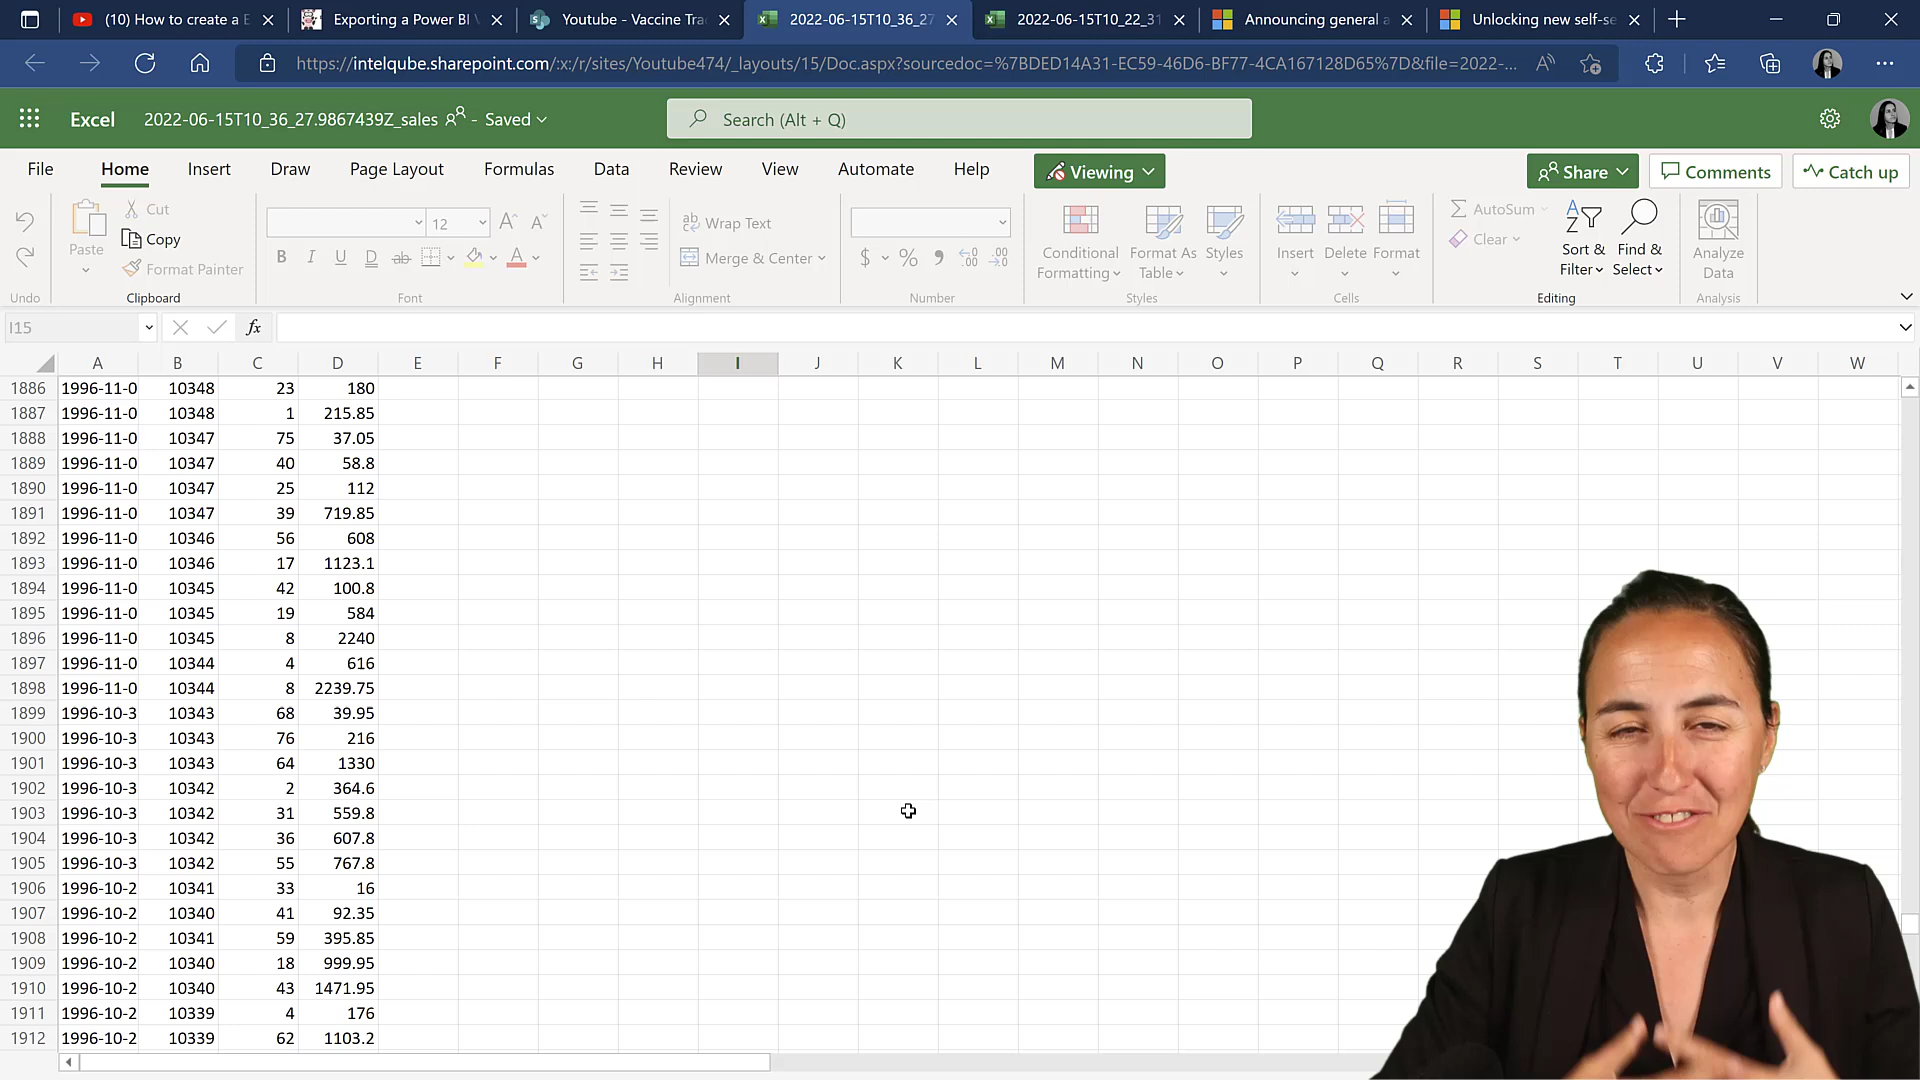 (10) How to create a E
Exporting a Power BI V
Youtube - Vaccine Tra
2022-06-15T10_36_27
2022-06-15T10_22_31
Announcing general a
Unlocking new self-se
https://intelqube.sharepoint.com/:x:/r/sites/Youtube474/_layouts/15/Doc.aspx?sourcedoc=%7BDED14A31-EC59-46D6-BF77-4CA167128D65%7D&file=2022-...
Excel
2022-06-15T10_36_27.9867439Z_sales - Saved
Search (Alt + Q)
File Home Insert Draw Page Layout Formulas Data Review View Automate Help
Viewing
Share
Comments
Catch up
Paste
Cut
Copy
Format Painter
12
B I U D ab
Wrap Text
Merge & Center
$ % 9 .00
Conditional Formatting
Format As Table
Styles
Insert
Delete
Format
AutoSum
Clear
Sort & Filter
Find & Select
Analyze Data
Undo Clipboard Font Alignment Number Styles Cells Editing Analysis
I15
fx
A B C D E F G H I J K L M N O P Q R S T U V W
1886 1996-11-0 10348 23 180
1887 1996-11-0 10348 1 215.85
1888 1996-11-0 10347 75 37.05
1889 1996-11-0 10347 40 58.8
1890 1996-11-0 10347 25 112
1891 1996-11-0 10347 39 719.85
1892 1996-11-0 10346 56 608
1893 1996-11-0 10346 17 1123.1
1894 1996-11-0 10345 42 100.8
1895 1996-11-0 10345 19 584
1896 1996-11-0 10345 8 2240
1897 1996-11-0 10344 4 616
1898 1996-11-0 10344 8 2239.75
1899 1996-10-3 10343 68 39.95
1900 1996-10-3 10343 76 216
1901 1996-10-3 10343 64 1330
1902 1996-10-3 10342 2 364.6
1903 1996-10-3 10342 31 559.8
1904 1996-10-3 10342 36 607.8
1905 1996-10-3 10342 55 767.8
1906 1996-10-2 10341 33 16
1907 1996-10-2 10340 41 92.35
1908 1996-10-2 10341 59 395.85
1909 1996-10-2 10340 18 999.95
1910 1996-10-2 10340 43 1471.95
1911 1996-10-2 10339 4 176
1912 1996-10-2 10339 62 1103.2